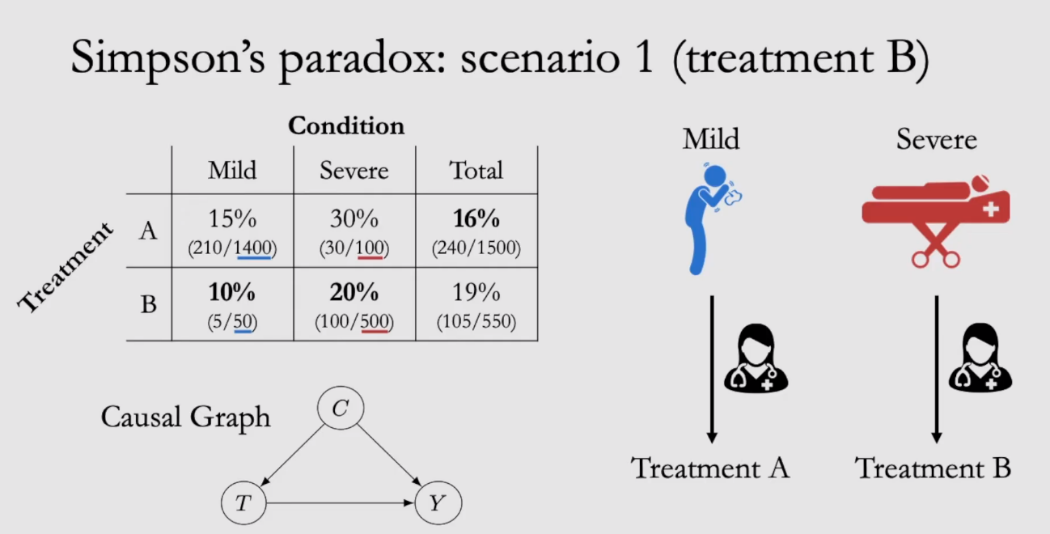 Simpson's paradox: scenario 1 (treatment B)
Condition
Mild Severe Total
Treatment
A 15% 30% 16%
(210/1400) (30/100) (240/1500)
B 10% 20% 19%
(5/50) (100/500) (105/550)
Causal Graph
C
T Y
Mild Severe
Treatment A Treatment B